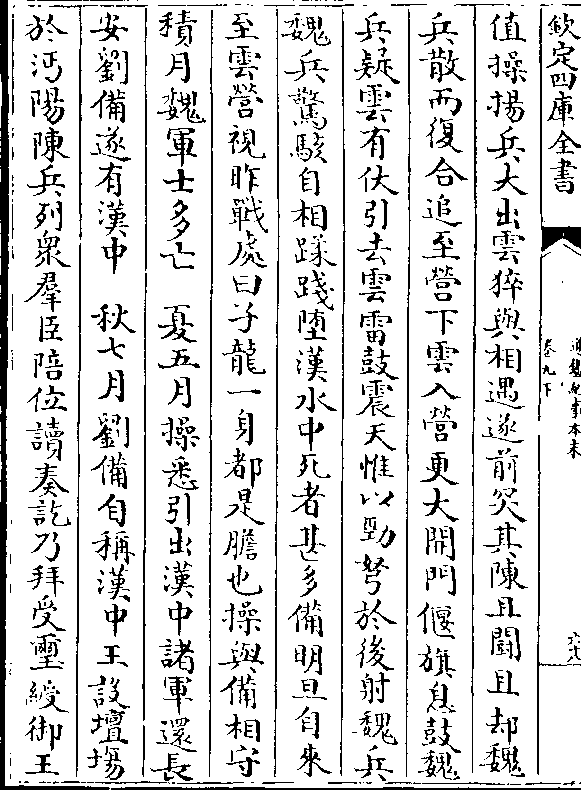 欽定四庫全書
通鑑紀事本末
卷九下
值操揚兵大出雲猝與相遇遂前突其陳且鬬且却魏
兵散而復合追至營下雲入營更大開門偃旗息鼓魏
兵疑雲有伏引去雲雷鼓震天惟以勁弩於後射魏兵
魏兵驚駭自相蹂踐墮漢水中死者甚多備明旦自來
至雲營視昨戰處曰子龍一身都是膽也操與備相守
積月魏軍士多亡　夏五月操悉引出漢中諸軍還長
安劉備遂有漢中　秋七月劉備自稱漢中王設壇場
於沔陽陳兵列衆羣臣陪位讀奏訖乃拜受璽綬御王